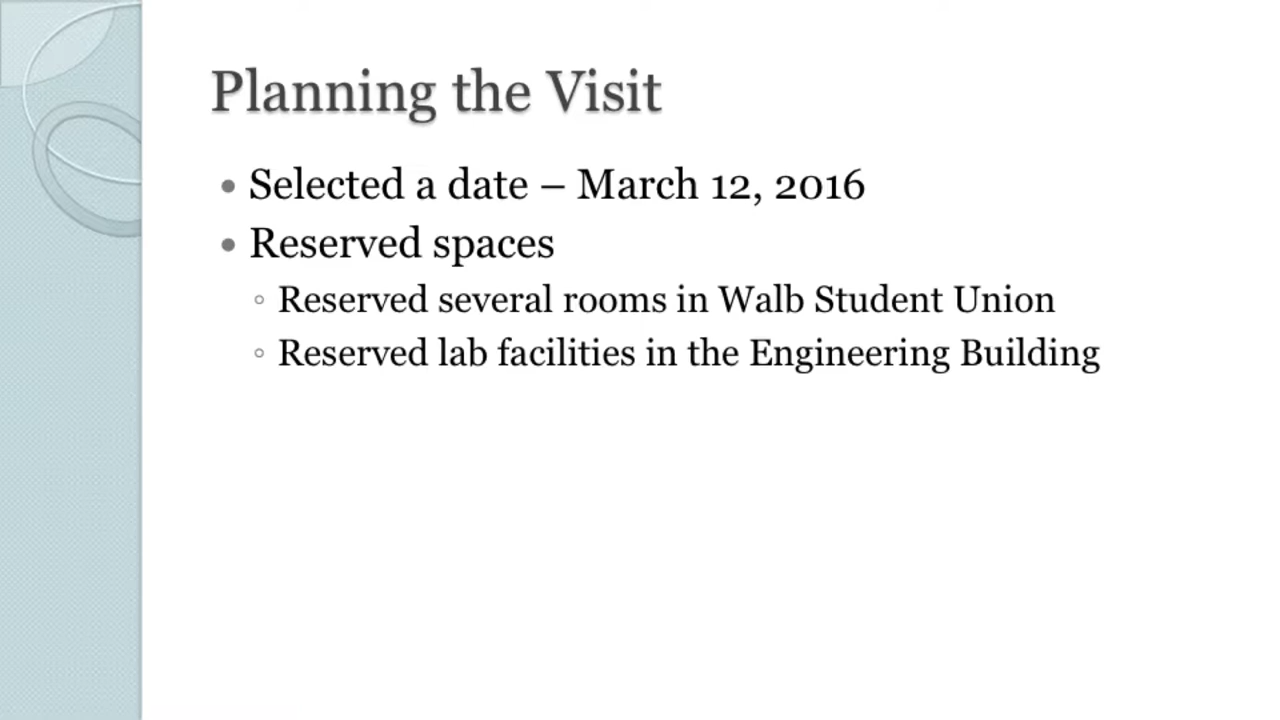 Planning the Visit
• Selected a date – March 12, 2016
• Reserved spaces
◦ Reserved several rooms in Walb Student Union
◦ Reserved lab facilities in the Engineering Building